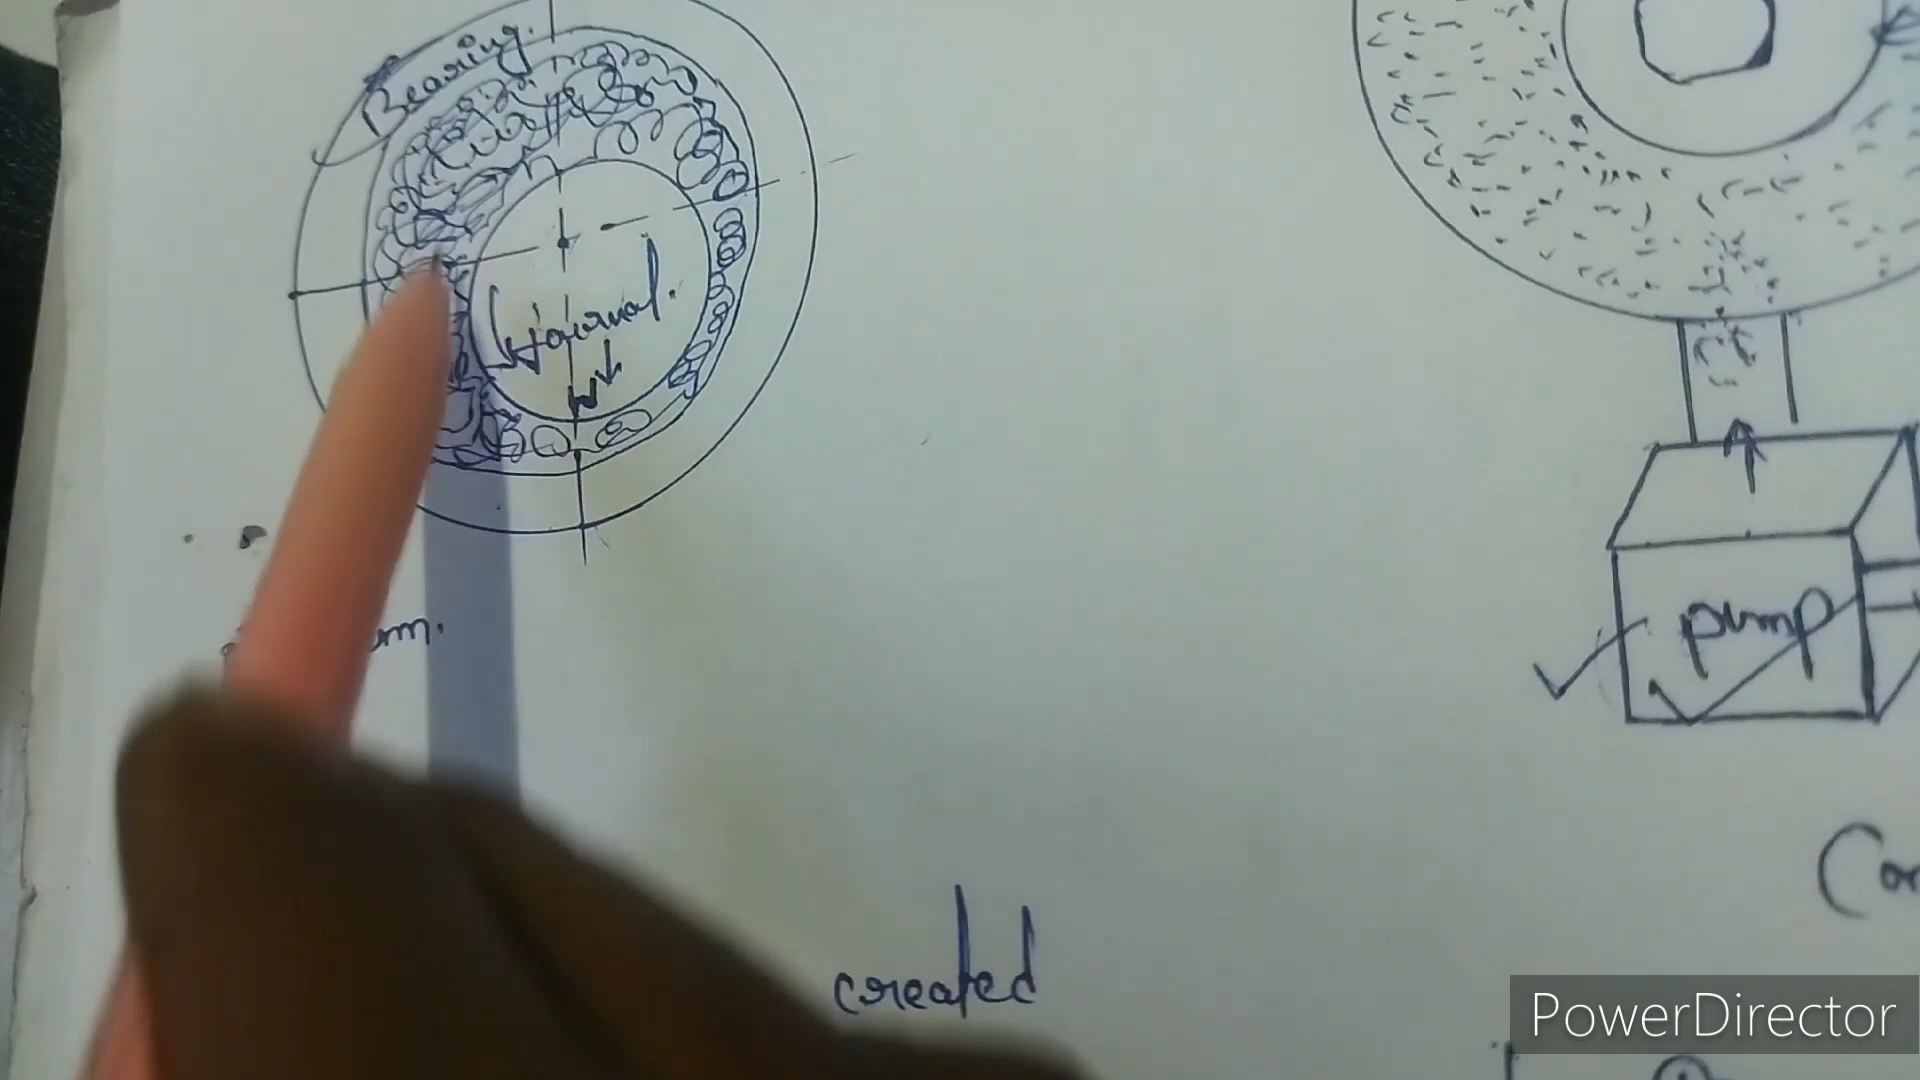 Bearing.
Journal.
W
pump
created
PowerDirector